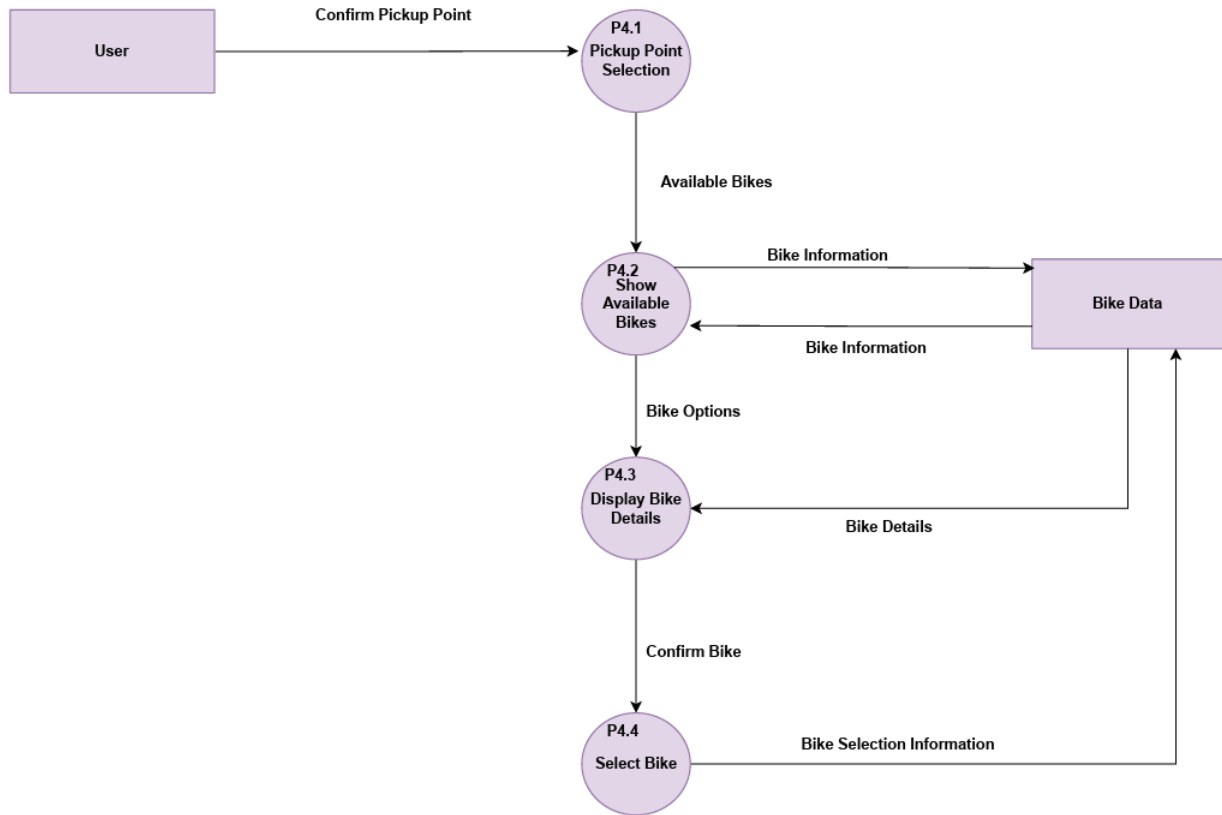 Confirm Pickup Point
User
P4.1
Pickup Point
Selection
Available Bikes
P4.2
Show
Available
Bikes
Bike Information
Bike Data
Bike Information
Bike Options
P4.3
Display Bike
Details
Bike Details
Confirm Bike
P4.4
Select Bike
Bike Selection Information